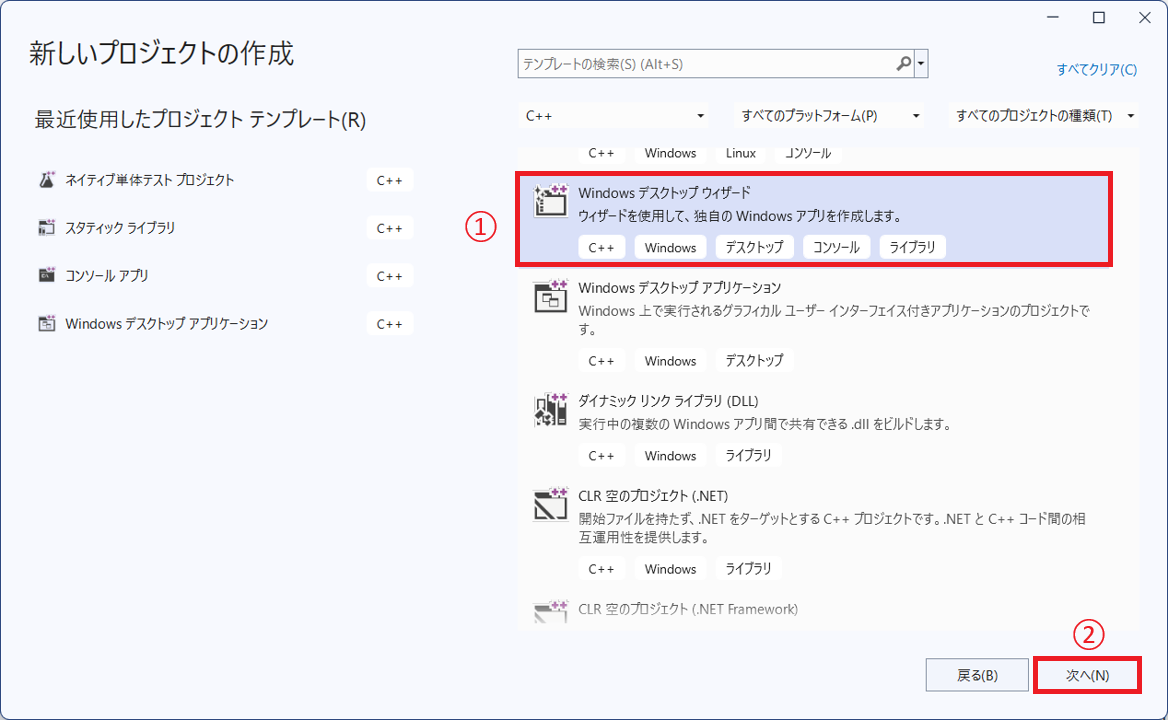 新しいプロジェクトの作成
テンプレートの検索(S) (Alt+S)
すべてクリア(C)
最近使用したプロジェクト テンプレート(R)
C++
すべてのプラットフォーム(P)
すべてのプロジェクトの種類(T)
ネイティブ単体テスト プロジェクト C++
スタティック ライブラリ C++
コンソール アプリ C++
Windows デスクトップ アプリケーション C++
C++ Windows Linux コンソール
①
Windows デスクトップ ウィザード
ウィザードを使用して、独自の Windows アプリを作成します。
C++ Windows デスクトップ コンソール ライブラリ
Windows デスクトップ アプリケーション
Windows 上で実行されるグラフィカル ユーザー インターフェイス付きアプリケーションのプロジェクトで
す。
C++ Windows デスクトップ
ダイナミック リンク ライブラリ (DLL)
実行中の複数の Windows アプリ間で共有できる .dll をビルドします。
C++ Windows ライブラリ
CLR 空のプロジェクト (.NET)
開始ファイルを持たず、.NET をターゲットとする C++ プロジェクトです。.NET と C++ コード間の相
互運用性を提供します。
C++ Windows ライブラリ
CLR 空のプロジェクト (.NET Framework)
②
戻る(B)
次へ(N)